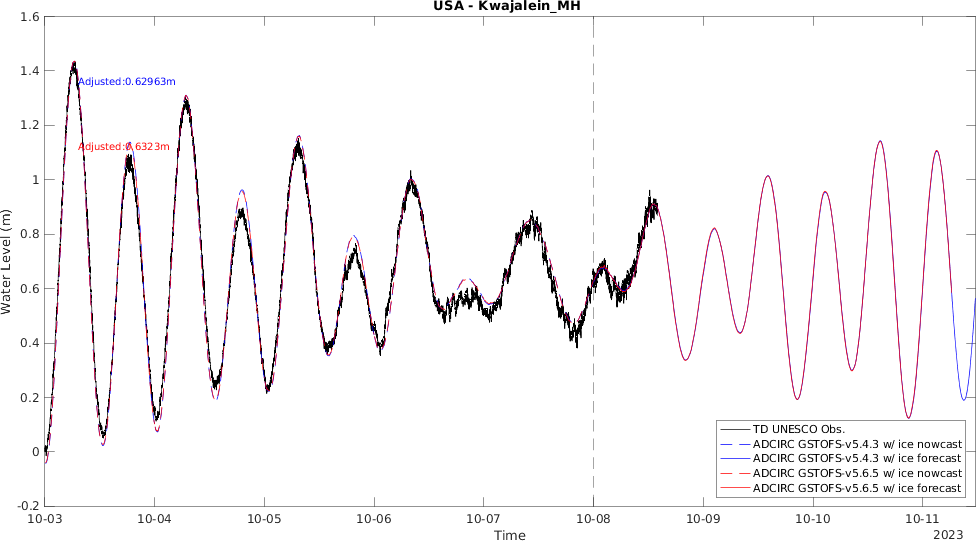 USA - Kwajalein_MH
1.6
1.4
1.2
1
0.8
0.6
0.4
0.2
0
-0.2
Water Level (m)
Adjusted:0.62963m
Adjusted:0.6323m
TD UNESCO Obs.
ADCIRC GSTOFS-v5.4.3 w/ ice nowcast
ADCIRC GSTOFS-v5.4.3 w/ ice forecast
ADCIRC GSTOFS-v5.6.5 w/ ice nowcast
ADCIRC GSTOFS-v5.6.5 w/ ice forecast
10-03 10-04 10-05 10-06 10-07 10-08 10-09 10-10 10-11
Time
2023